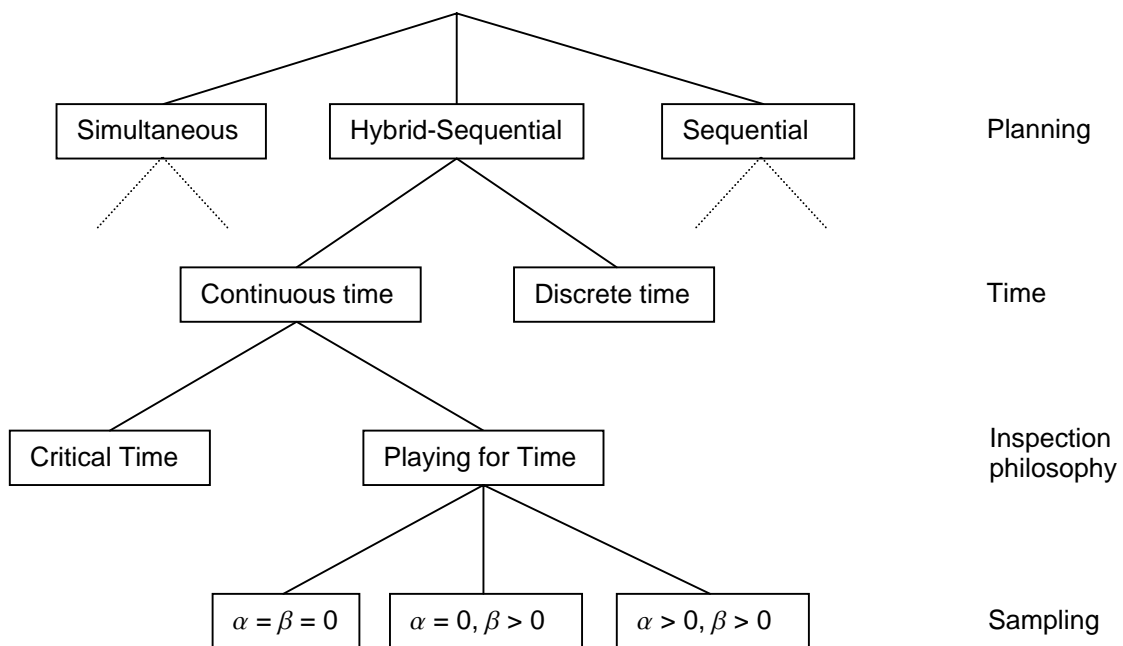 Simultaneous
Hybrid-Sequential
Sequential
Planning
Continuous time
Discrete time
Time
Critical Time
Playing for Time
Inspection
philosophy
α = β = 0
α = 0, β > 0
α > 0, β > 0
Sampling